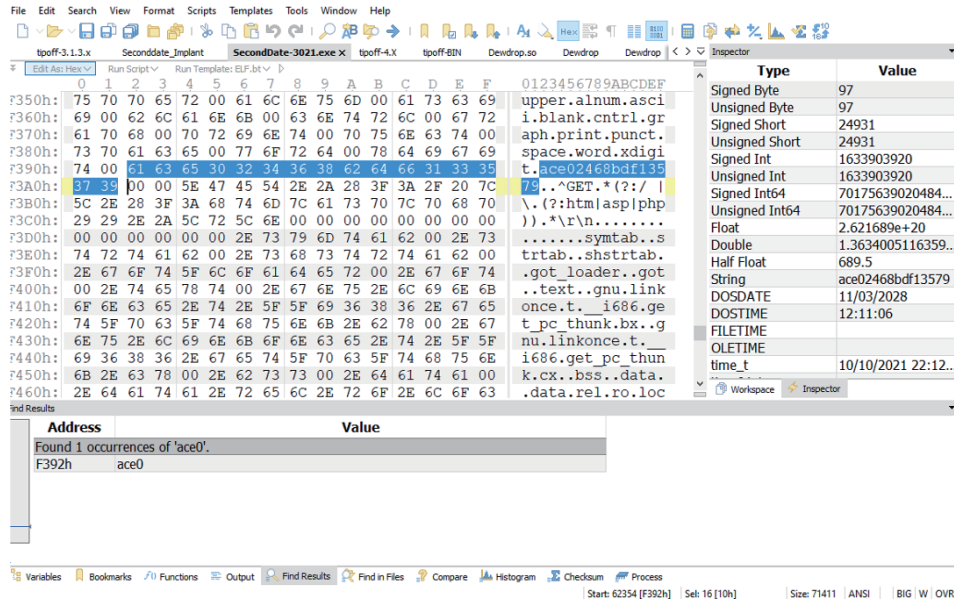 File Edit Search View Format Scripts Templates Tools Window Help
tipoff-3.1.3.x Seconddate_Implant SecondDate-3021.exe × tipoff-4.X tipoff-BIN Dewdrop.so Dewdrop Dewdrop
Edit As: Hex Run Script Run Template: ELF.bt
0 1 2 3 4 5 6 7 8 9 A B C D E F 0123456789ABCDEF
F350h: 75 70 70 65 72 00 61 6C 6E 75 6D 00 61 73 63 69 upper.alnum.asci
F360h: 69 00 62 6C 61 6E 6B 00 63 6E 74 72 6C 00 67 72 i.blank.cntrl.gr
F370h: 61 70 68 00 70 72 69 6E 74 00 70 75 6E 63 74 00 aph.print.punct.
F380h: 73 70 61 63 65 00 77 6F 72 64 00 78 64 69 67 69 space.word.xdigi
F390h: 74 00 61 63 65 30 32 34 36 38 62 64 66 31 33 35 t.ace02468bdf135
F3A0h: 37 39 00 00 5E 47 45 54 2E 2A 28 3F 3A 2F 20 7C 79..^GET.*(?:/ |
F3B0h: 5C 2E 28 3F 3A 68 74 6D 7C 61 73 70 7C 70 68 70 \.(?:htm|asp|php
F3C0h: 29 29 2E 2A 5C 72 5C 6E 00 00 00 00 00 00 00 00 )).*\r\n........
F3D0h: 00 00 00 00 00 00 2E 73 79 6D 74 61 62 00 2E 73 .......symtab..s
F3E0h: 74 72 74 61 62 00 2E 73 68 73 74 72 74 61 62 00 trtab..shstrtab.
F3F0h: 2E 67 6F 74 5F 6C 6F 61 64 65 72 00 2E 67 6F 74 .got_loader..got
F400h: 00 2E 74 65 78 74 00 2E 67 6E 75 2E 6C 69 6E 6B ..text..gnu.link
F410h: 6F 6E 63 65 2E 74 2E 5F 5F 69 36 38 36 2E 67 65 once.t.__i686.ge
F420h: 74 5F 70 63 5F 74 68 75 6E 6B 2E 62 78 00 2E 67 t_pc_thunk.bx..g
F430h: 6E 75 2E 6C 69 6E 6B 6F 6E 63 65 2E 74 2E 5F 5F nu.linkonce.t.__
F440h: 69 36 38 36 2E 67 65 74 5F 70 63 5F 74 68 75 6E i686.get_pc_thun
F450h: 6B 2E 63 78 00 2E 62 73 73 00 2E 64 61 74 61 00 k.cx..bss..data.
F460h: 2E 64 61 74 61 2E 72 65 6C 2E 72 6F 2E 6C 6F 63 .data.rel.ro.loc
Inspector
Type Value
Signed Byte 97
Unsigned Byte 97
Signed Short 24931
Unsigned Short 24931
Signed Int 1633903920
Unsigned Int 1633903920
Signed Int64 70175639020484...
Unsigned Int64 70175639020484...
Float 2.621689e+20
Double 1.3634005116359...
Half Float 689.5
String ace02468bdf13579
DOSDATE 11/03/2028
DOSTIME 12:11:06
FILETIME
OLETIME
time_t 10/10/2021 22:12...
Workspace Inspector
Find Results
Address Value
Found 1 occurrences of 'ace0'.
F392h ace0
Variables Bookmarks Functions Output Find Results Find in Files Compare Histogram Checksum Process
Start: 62354 [F392h] Sel: 16 [10h] Size: 71411 ANSI BIG W OVR